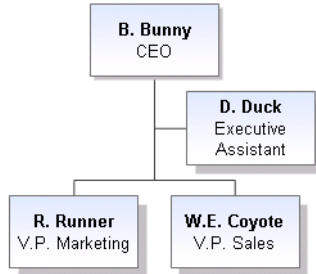 B. Bunny
CEO
D. Duck
Executive
Assistant
R. Runner
V.P. Marketing
W.E. Coyote
V.P. Sales